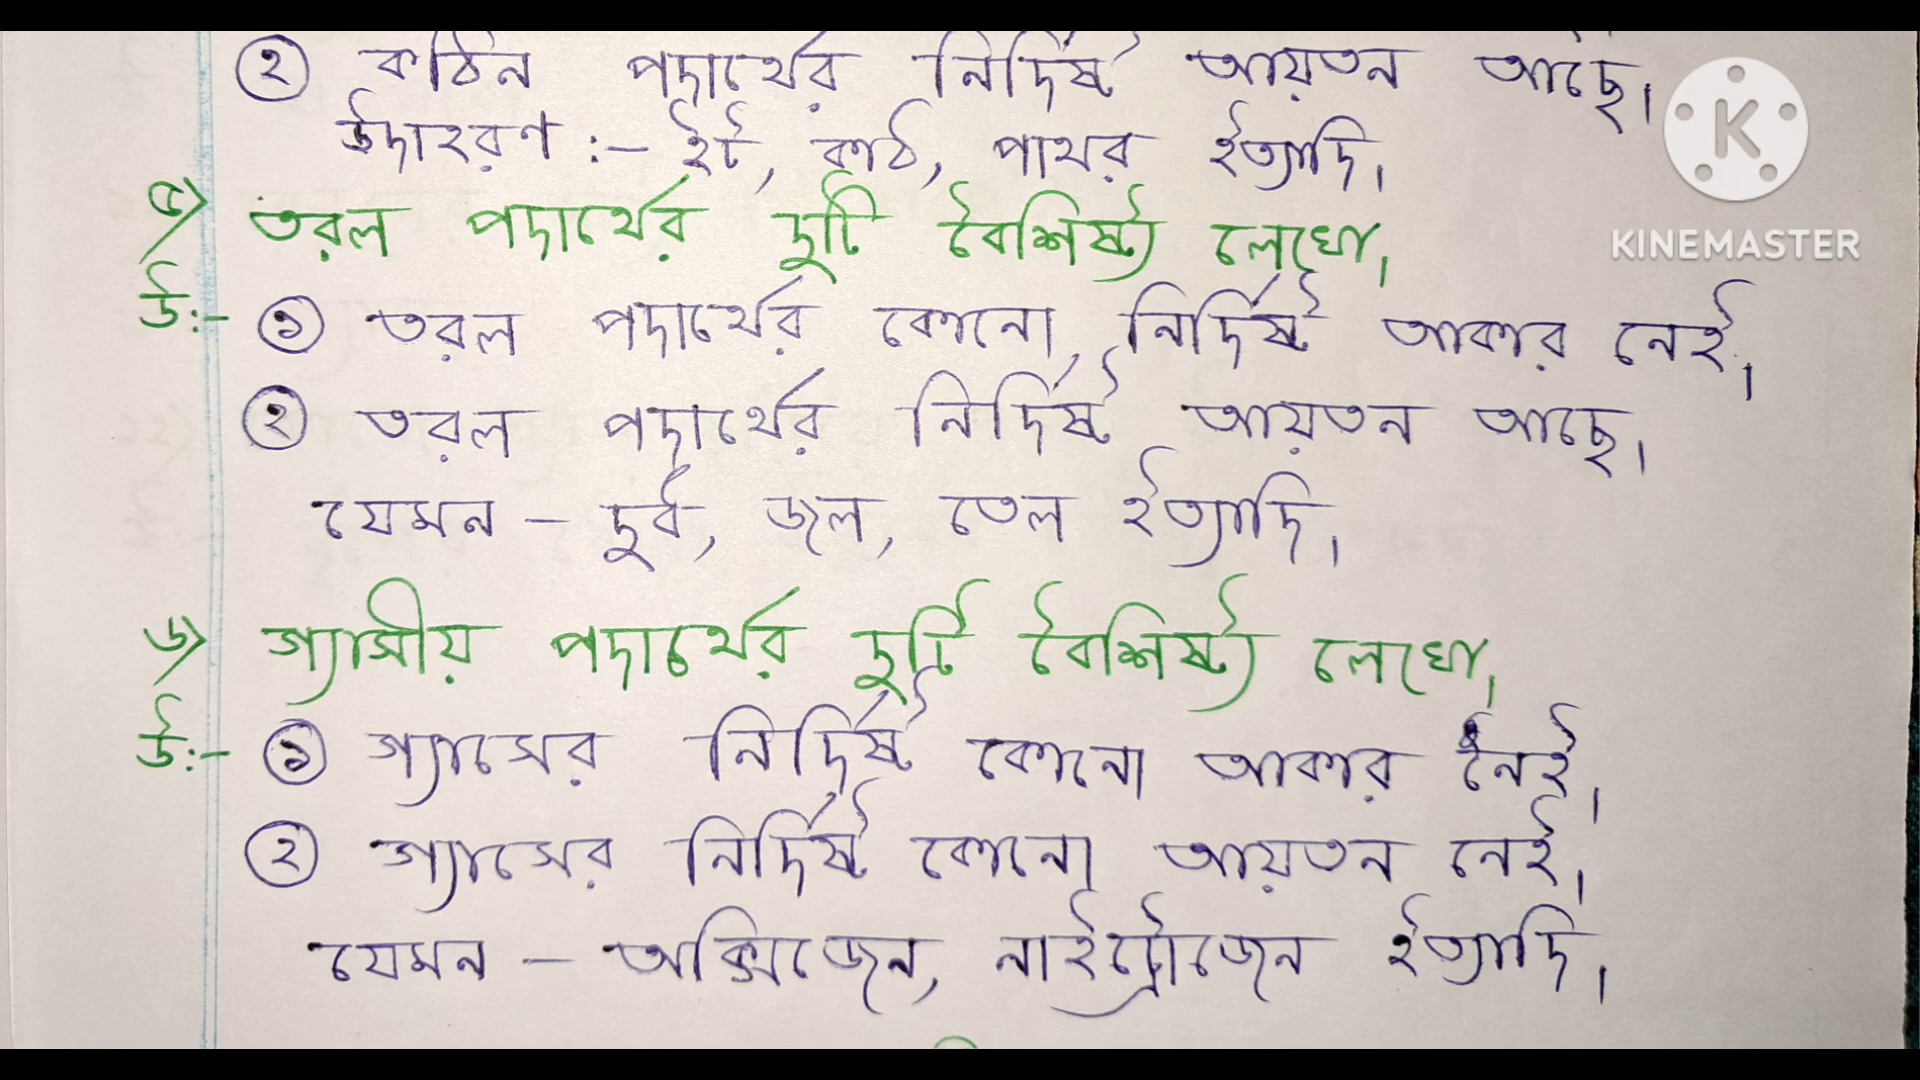 ② কঠিন পদার্থের নির্দিষ্ট আয়তন আছে।
উদাহরণ :- ইট, কাঠ, পাথর ইত্যাদি।
৫) তরল পদার্থের দুটি বৈশিষ্ট্য লেখো।
উ:- ① তরল পদার্থের কোনো নির্দিষ্ট আকার নেই।
② তরল পদার্থের নির্দিষ্ট আয়তন আছে।
যেমন - দুধ, জল, তেল ইত্যাদি।
৬) গ্যাসীয় পদার্থের দুটি বৈশিষ্ট্য লেখো।
উ:- ① গ্যাসের নির্দিষ্ট কোনো আকার নেই।
② গ্যাসের নির্দিষ্ট কোনো আয়তন নেই।
যেমন - অক্সিজেন, নাইট্রোজেন ইত্যাদি।
K
KINEMASTER